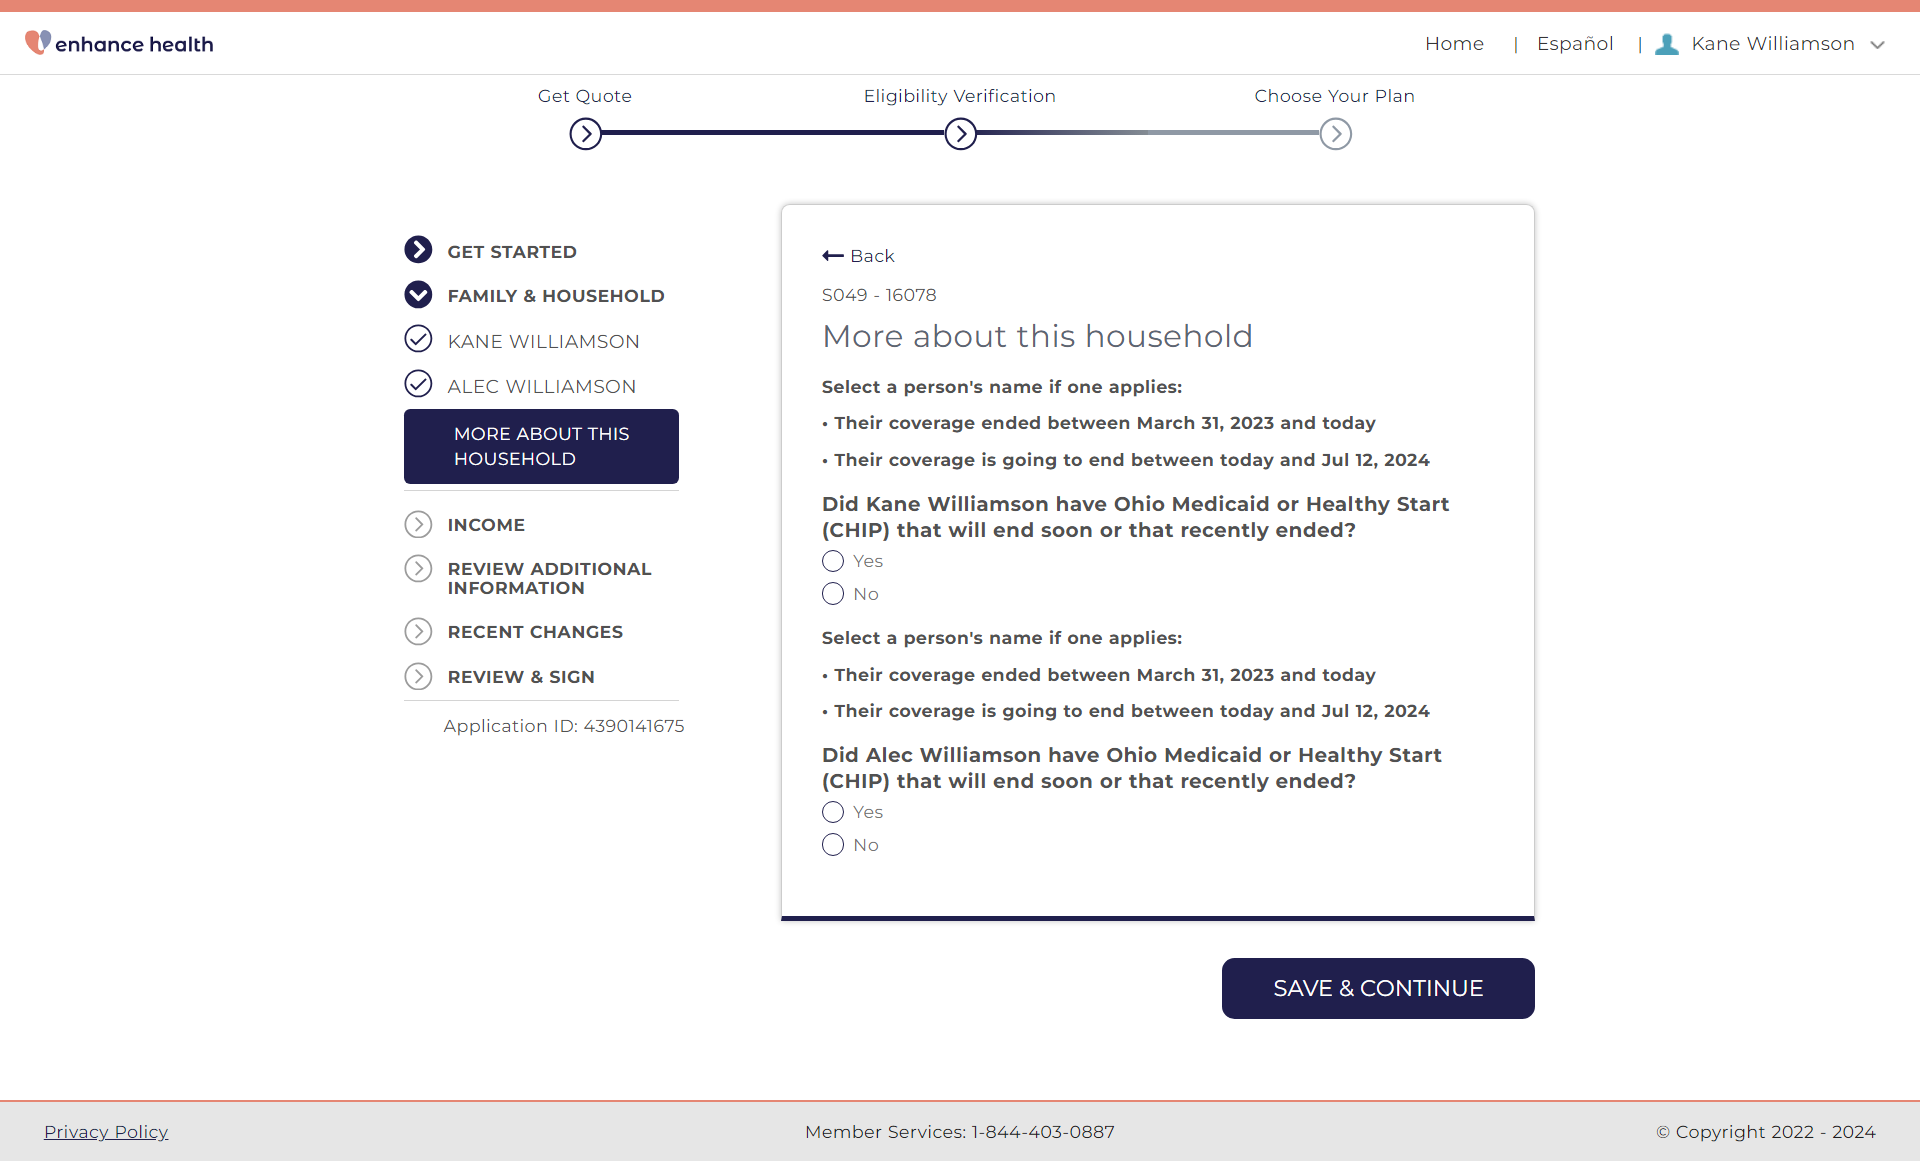 enhance health
Home | Español | Kane Williamson
Get Quote
Eligibility Verification
Choose Your Plan
GET STARTED
FAMILY & HOUSEHOLD
KANE WILLIAMSON
ALEC WILLIAMSON
MORE ABOUT THIS
HOUSEHOLD
INCOME
REVIEW ADDITIONAL
INFORMATION
RECENT CHANGES
REVIEW & SIGN
Application ID: 4390141675
Back
S049 - 16078
More about this household
Select a person's name if one applies:
• Their coverage ended between March 31, 2023 and today
• Their coverage is going to end between today and Jul 12, 2024
Did Kane Williamson have Ohio Medicaid or Healthy Start
(CHIP) that will end soon or that recently ended?
Yes
No
Select a person's name if one applies:
• Their coverage ended between March 31, 2023 and today
• Their coverage is going to end between today and Jul 12, 2024
Did Alec Williamson have Ohio Medicaid or Healthy Start
(CHIP) that will end soon or that recently ended?
Yes
No
SAVE & CONTINUE
Privacy Policy
Member Services: 1-844-403-0887
© Copyright 2022 - 2024